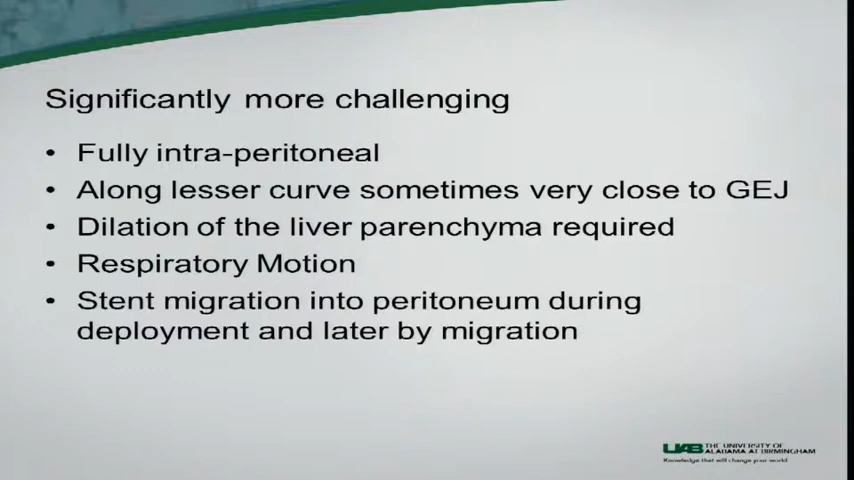 Significantly more challenging
• Fully intra-peritoneal
• Along lesser curve sometimes very close to GEJ
• Dilation of the liver parenchyma required
• Respiratory Motion
• Stent migration into peritoneum during
deployment and later by migration
UAB THE UNIVERSITY OF
ALABAMA AT BIRMINGHAM
Knowledge that will change your world